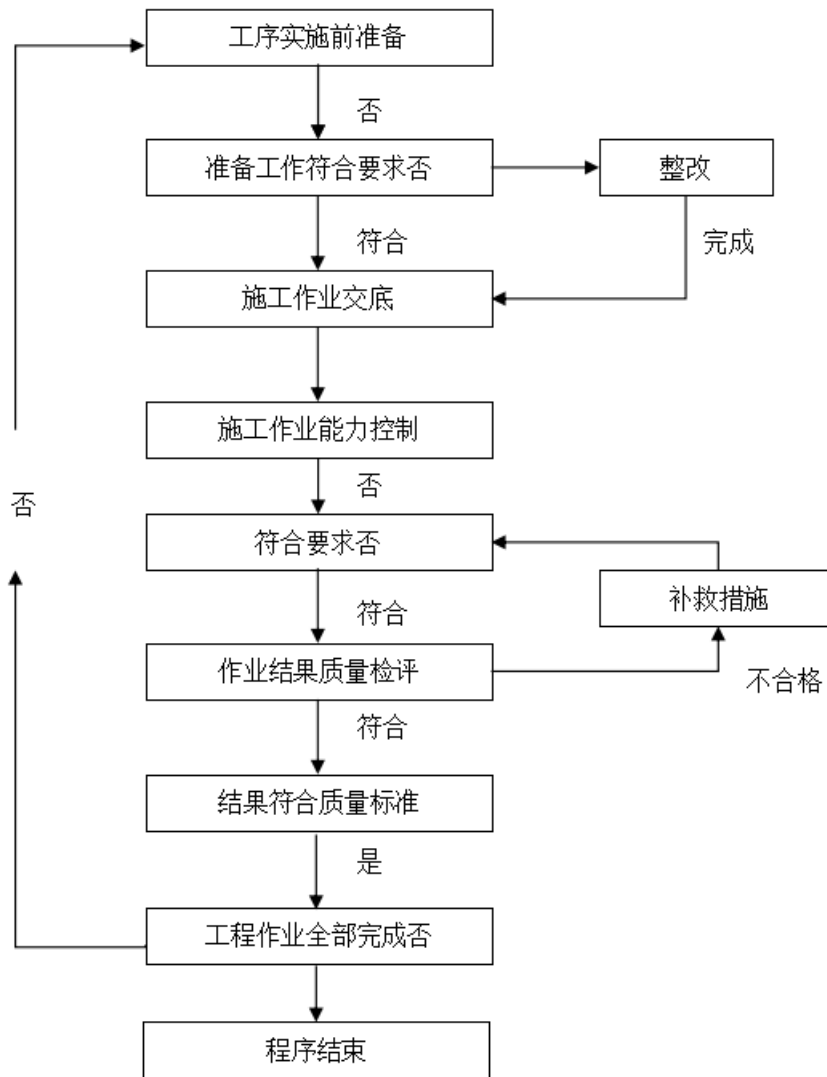 工序实施前准备
否
准备工作符合要求否
整改
符合
完成
施工作业交底
施工作业能力控制
否
否
符合要求否
补救措施
符合
作业结果质量检评
不合格
符合
结果符合质量标准
是
工程作业全部完成否
程序结束